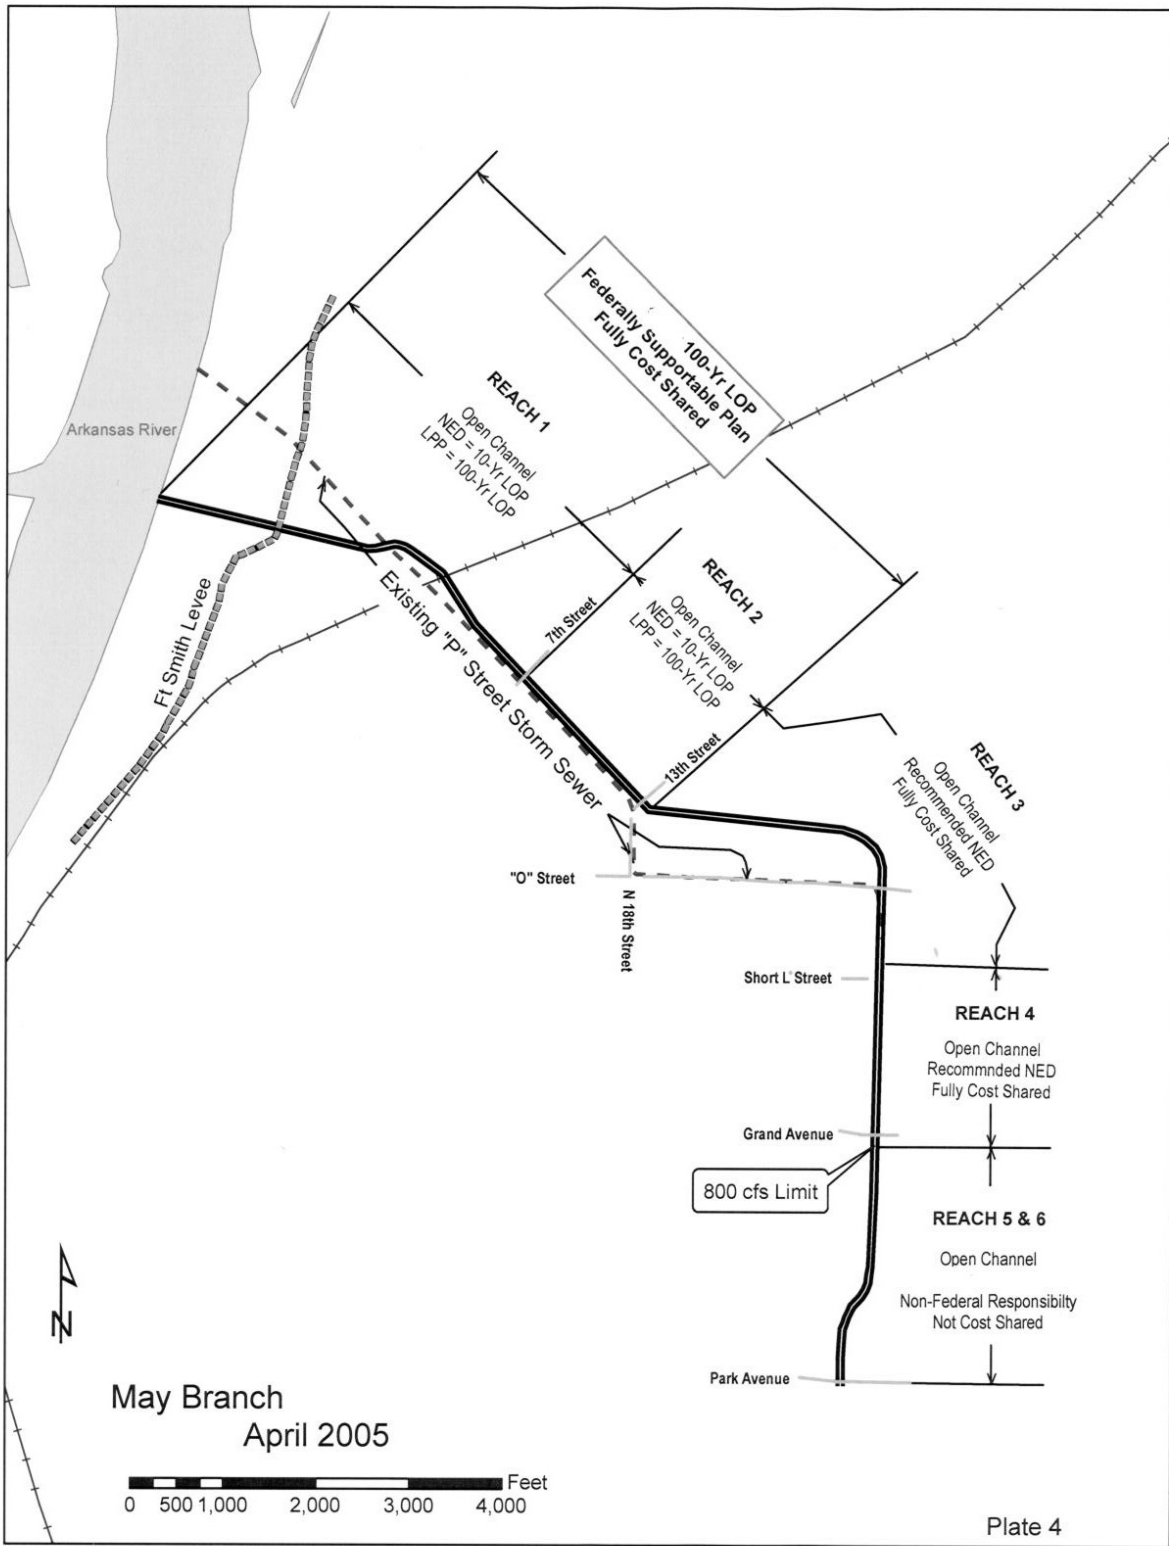 100-Yr LOP
Federally Supportable Plan
Fully Cost Shared
REACH 1
Open Channel
NED = 10-Yr LOP
LPP = 100-Yr LOP
Arkansas River
Ft Smith Levee
Existing "P" Street Storm Sewer
7th Street
REACH 2
Open Channel
NED = 10-Yr LOP
LPP = 100-Yr LOP
13th Street
REACH 3
Open Channel
Recommended NED
Fully Cost Shared
"O" Street
N 18th Street
Short L Street
REACH 4
Open Channel
Recommnded NED
Fully Cost Shared
Grand Avenue
800 cfs Limit
REACH 5 & 6
Open Channel
Non-Federal Responsibilty
Not Cost Shared
Park Avenue
N
May Branch
April 2005
Feet
0 500 1,000 2,000 3,000 4,000
Plate 4